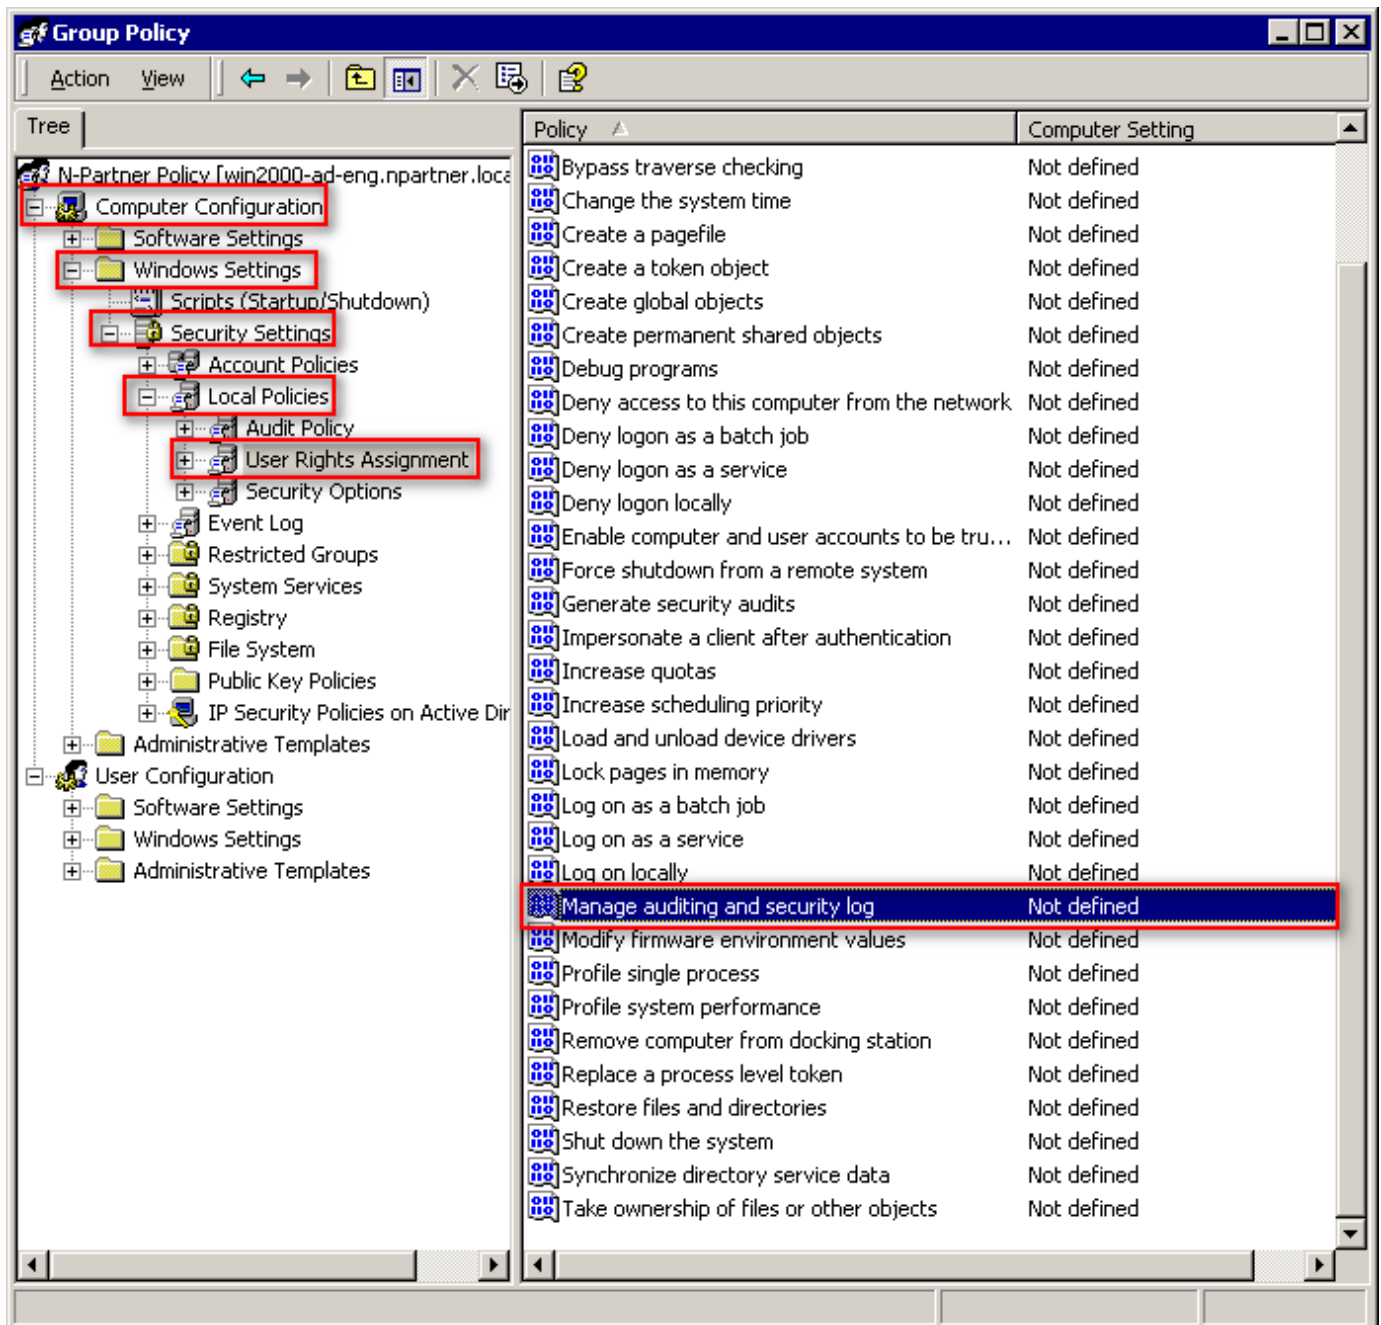 Group Policy
Action View
Tree
N-Partner Policy [win2000-ad-eng.npartner.loca
Computer Configuration
Software Settings
Windows Settings
Scripts (Startup/Shutdown)
Security Settings
Account Policies
Local Policies
Audit Policy
User Rights Assignment
Security Options
Event Log
Restricted Groups
System Services
Registry
File System
Public Key Policies
IP Security Policies on Active Dir
Administrative Templates
User Configuration
Software Settings
Windows Settings
Administrative Templates
Policy Computer Setting
Bypass traverse checking Not defined
Change the system time Not defined
Create a pagefile Not defined
Create a token object Not defined
Create global objects Not defined
Create permanent shared objects Not defined
Debug programs Not defined
Deny access to this computer from the network Not defined
Deny logon as a batch job Not defined
Deny logon as a service Not defined
Deny logon locally Not defined
Enable computer and user accounts to be tru... Not defined
Force shutdown from a remote system Not defined
Generate security audits Not defined
Impersonate a client after authentication Not defined
Increase quotas Not defined
Increase scheduling priority Not defined
Load and unload device drivers Not defined
Lock pages in memory Not defined
Log on as a batch job Not defined
Log on as a service Not defined
Log on locally Not defined
Manage auditing and security log Not defined
Modify firmware environment values Not defined
Profile single process Not defined
Profile system performance Not defined
Remove computer from docking station Not defined
Replace a process level token Not defined
Restore files and directories Not defined
Shut down the system Not defined
Synchronize directory service data Not defined
Take ownership of files or other objects Not defined